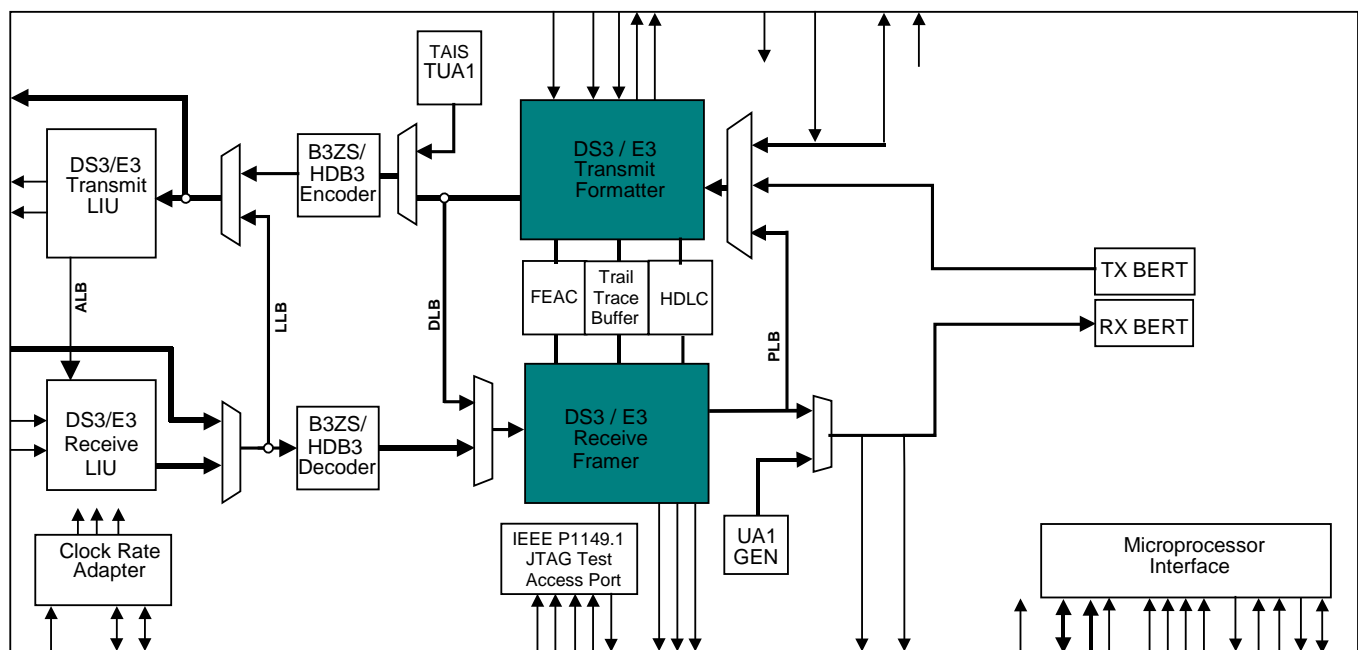 TAIS
TUA1
DS3/E3
Transmit
LIU
B3ZS/
HDB3
Encoder
DS3 / E3
Transmit
Formatter
TX BERT
RX BERT
FEAC
Trail
Trace
Buffer
HDLC
ALB
LLB
DLB
PLB
DS3/E3
Receive
LIU
B3ZS/
HDB3
Decoder
DS3 / E3
Receive
Framer
Clock Rate
Adapter
IEEE P1149.1
JTAG Test
Access Port
UA1
GEN
Microprocessor
Interface